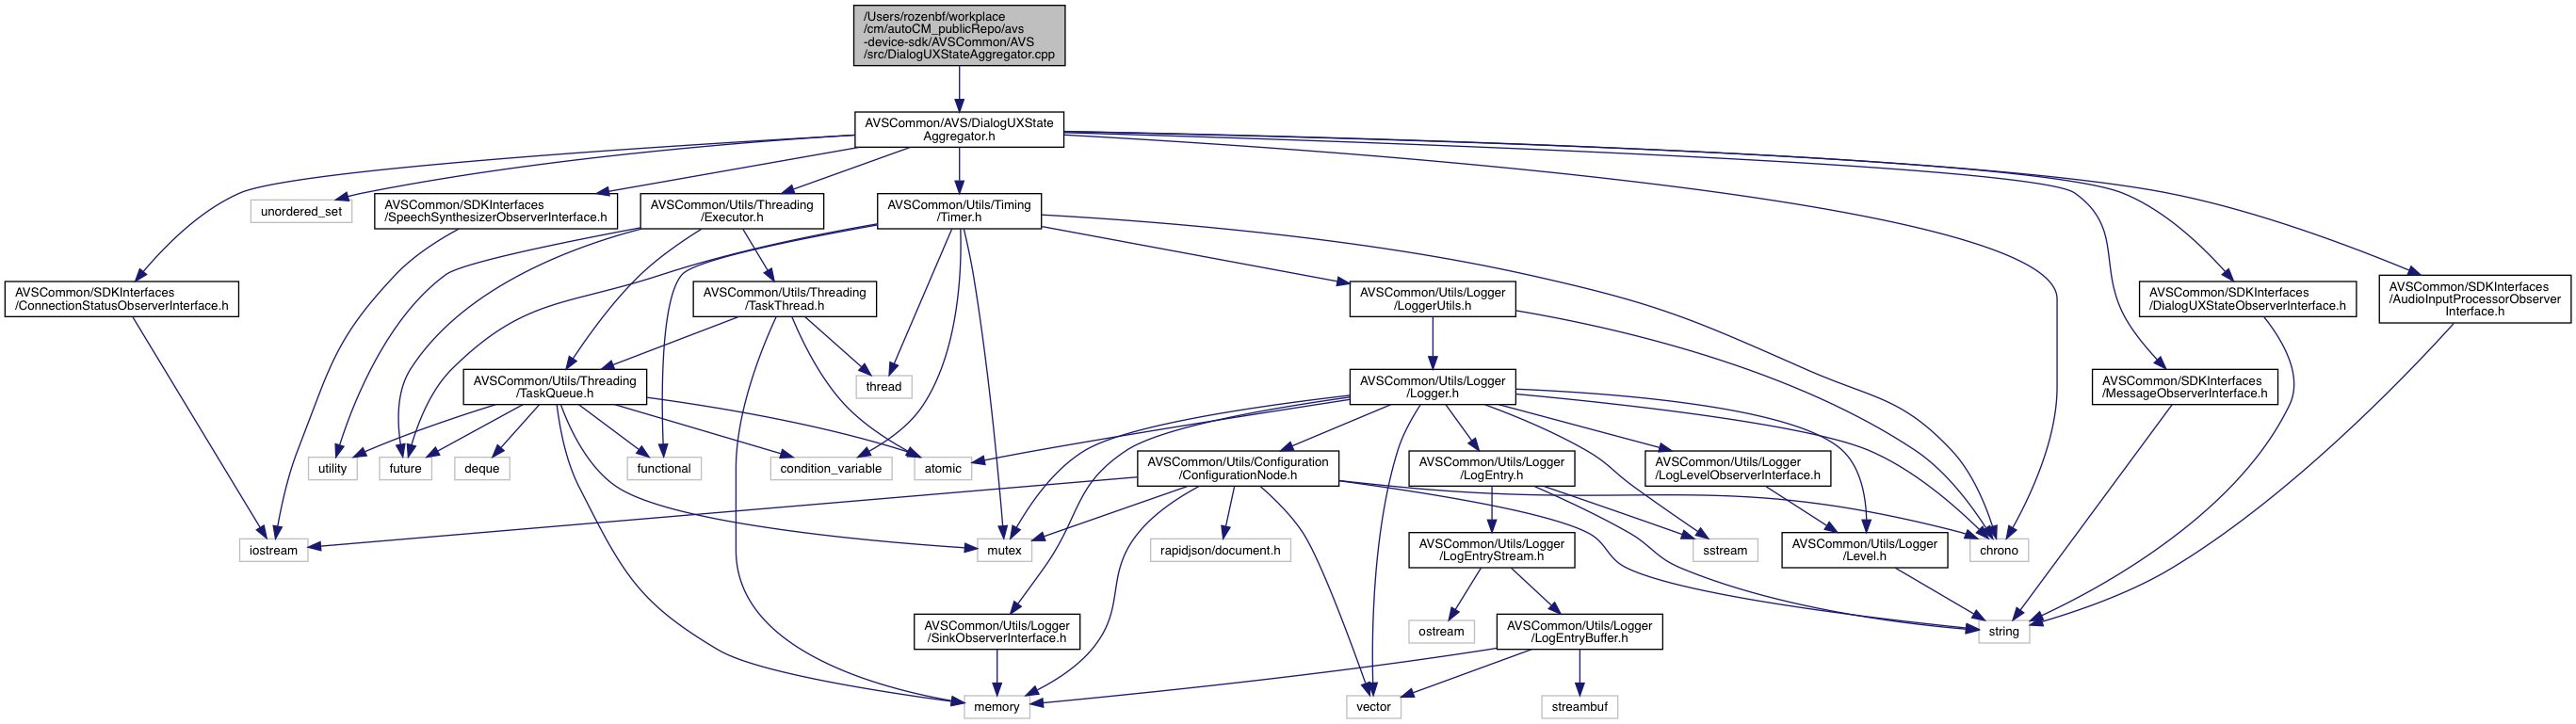 /Users/rozenbf/workplace
/cm/autoCM_publicRepo/avs
-device-sdk/AVSCommon/AVS
/src/DialogUXStateAggregator.cpp
AVSCommon/AVS/DialogUXState
Aggregator.h
unordered_set
AVSCommon/SDKInterfaces
/SpeechSynthesizerObserverInterface.h
AVSCommon/Utils/Threading
/Executor.h
AVSCommon/Utils/Timing
/Timer.h
AVSCommon/SDKInterfaces
/ConnectionStatusObserverInterface.h
AVSCommon/Utils/Threading
/TaskThread.h
AVSCommon/Utils/Logger
/LoggerUtils.h
AVSCommon/SDKInterfaces
/DialogUXStateObserverInterface.h
AVSCommon/SDKInterfaces
/AudioInputProcessorObserver
Interface.h
AVSCommon/Utils/Threading
/TaskQueue.h
thread
AVSCommon/Utils/Logger
/Logger.h
AVSCommon/SDKInterfaces
/MessageObserverInterface.h
utility
future
deque
functional
condition_variable
atomic
AVSCommon/Utils/Configuration
/ConfigurationNode.h
AVSCommon/Utils/Logger
/LogEntry.h
AVSCommon/Utils/Logger
/LogLevelObserverInterface.h
iostream
mutex
rapidjson/document.h
AVSCommon/Utils/Logger
/LogEntryStream.h
sstream
AVSCommon/Utils/Logger
/Level.h
chrono
AVSCommon/Utils/Logger
/SinkObserverInterface.h
ostream
AVSCommon/Utils/Logger
/LogEntryBuffer.h
string
memory
vector
streambuf